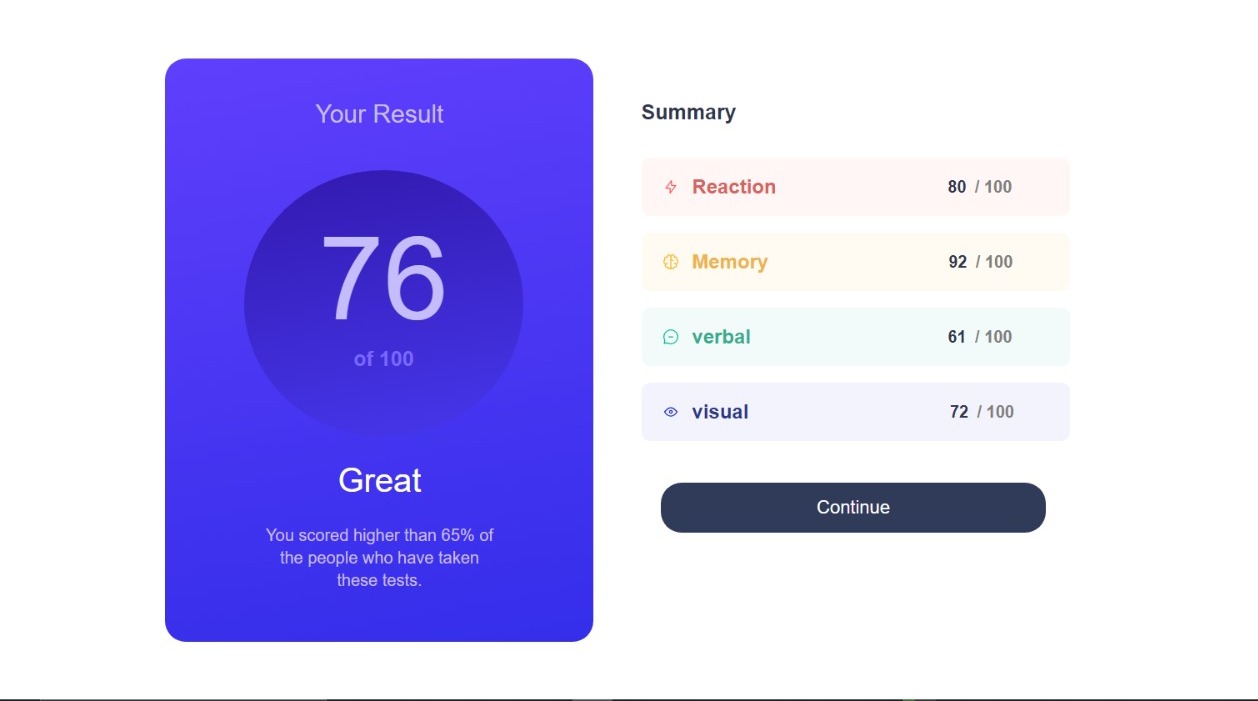 Your Result
76
of 100
Great
You scored higher than 65% of
the people who have taken
these tests.
Summary
Reaction 80 / 100
Memory 92 / 100
verbal 61 / 100
visual 72 / 100
Continue